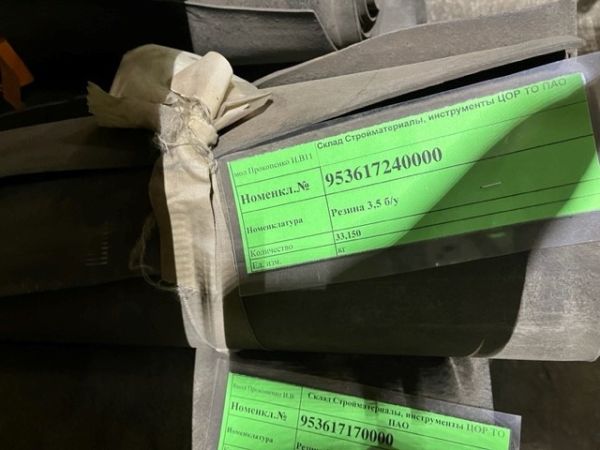 мол Прокопенко И.В11 Склад Стройматериалы, инструменты ЦОР ТО ПАО
Номенкл.№ 953617240000
Номенклатура Резина 3,5 б/у
Количество 33,150
Ед. изм. кг
мол Прокопенко И.В Склад Стройматериалы, инструменты ЦОР ТО
ПАО
Номенкл.№ 953617170000
Номенклатура